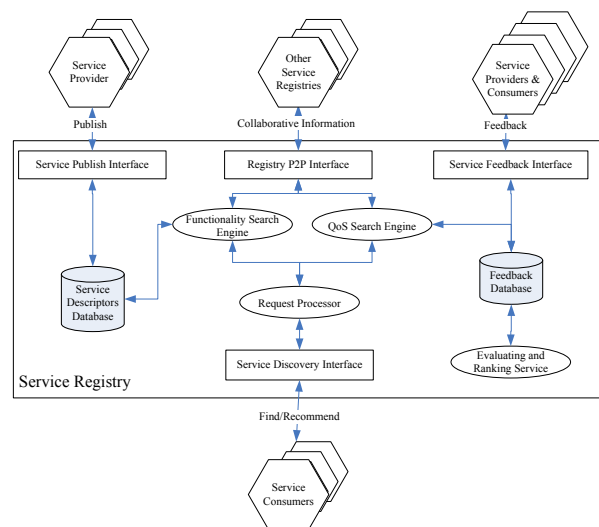 Service
Provider
Other
Service
Registries
Service
Providers &
Consumers
Publish
Collaborative Information
Feedback
Service Publish Interface
Registry P2P Interface
Service Feedback Interface
Functionality Search
Engine
QoS Search Engine
Service
Descriptors
Database
Feedback
Database
Request Processor
Service Discovery Interface
Evaluating and
Ranking Service
Service Registry
Find/Recommend
Service
Consumers